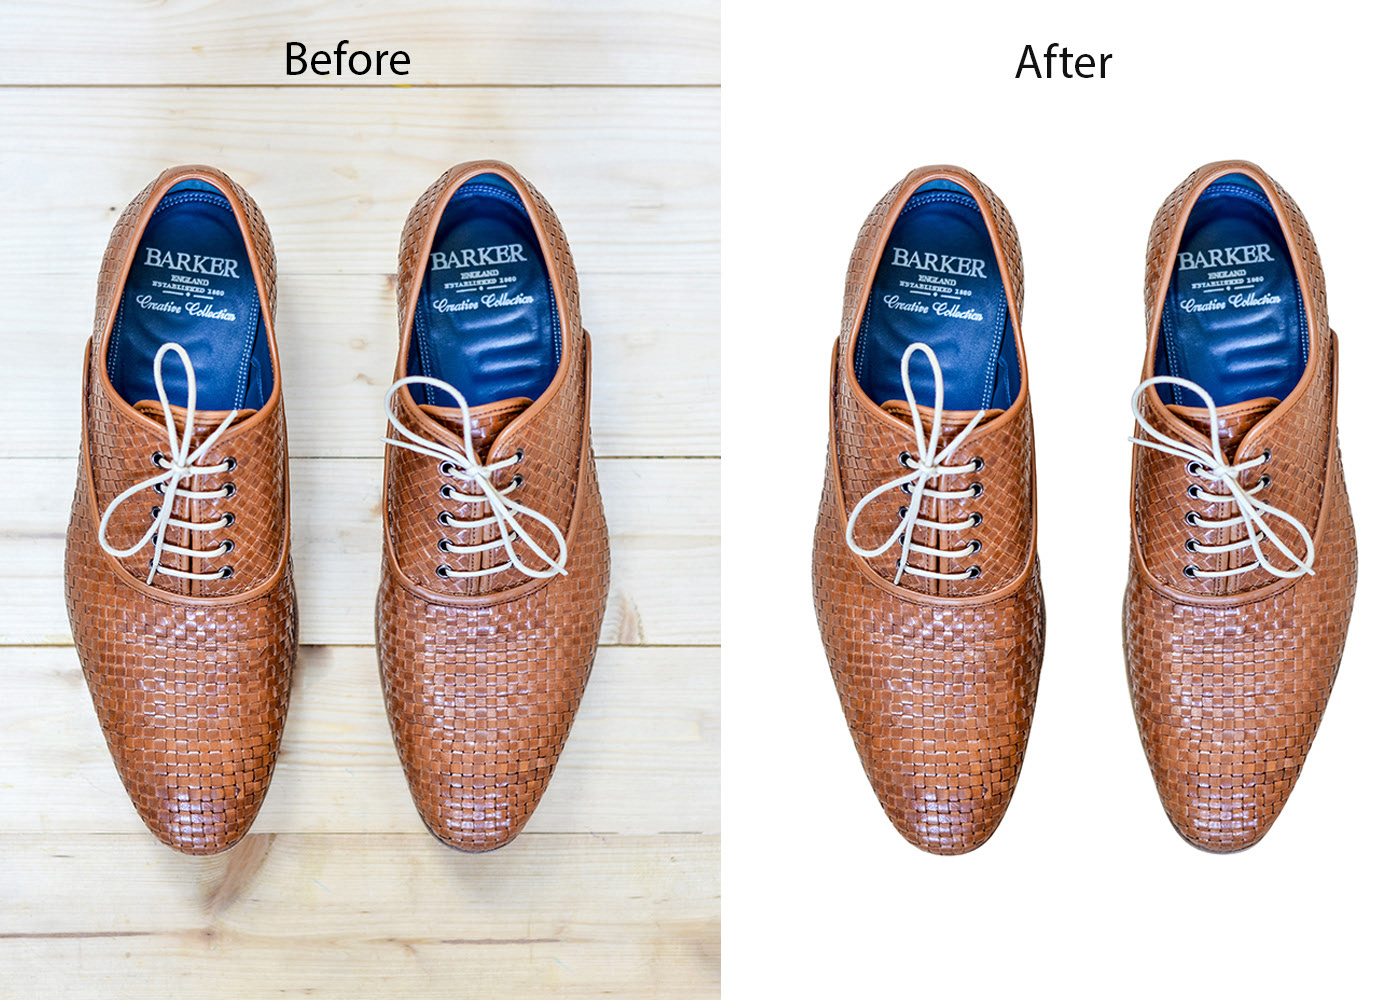 Before
After
BARKER
ENGLAND
ESTABLISHED 1880
Creative Collection
BARKER
ENGLAND
ESTABLISHED 1880
Creative Collection
BARKER
ENGLAND
ESTABLISHED 1880
Creative Collection
BARKER
ENGLAND
ESTABLISHED 1880
Creative Collection